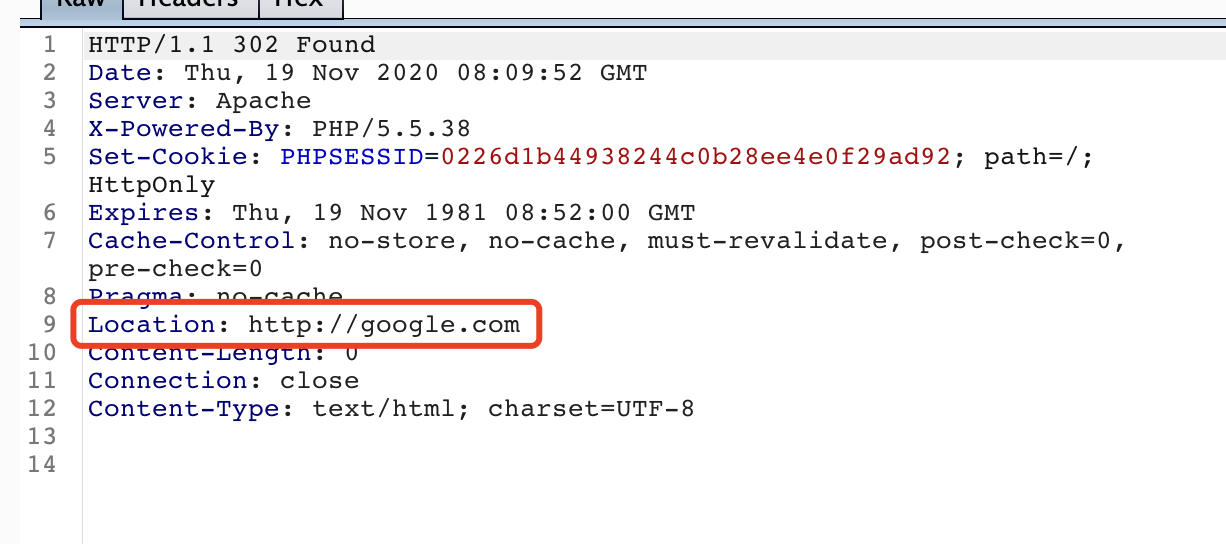 Raw Headers Hex
1 HTTP/1.1 302 Found
2 Date: Thu, 19 Nov 2020 08:09:52 GMT
3 Server: Apache
4 X-Powered-By: PHP/5.5.38
5 Set-Cookie: PHPSESSID=0226d1b44938244c0b28ee4e0f29ad92; path=/;
HttpOnly
6 Expires: Thu, 19 Nov 1981 08:52:00 GMT
7 Cache-Control: no-store, no-cache, must-revalidate, post-check=0,
pre-check=0
8 Pragma: no-cache
9 Location: http://google.com
10 Content-Length: 0
11 Connection: close
12 Content-Type: text/html; charset=UTF-8
13
14